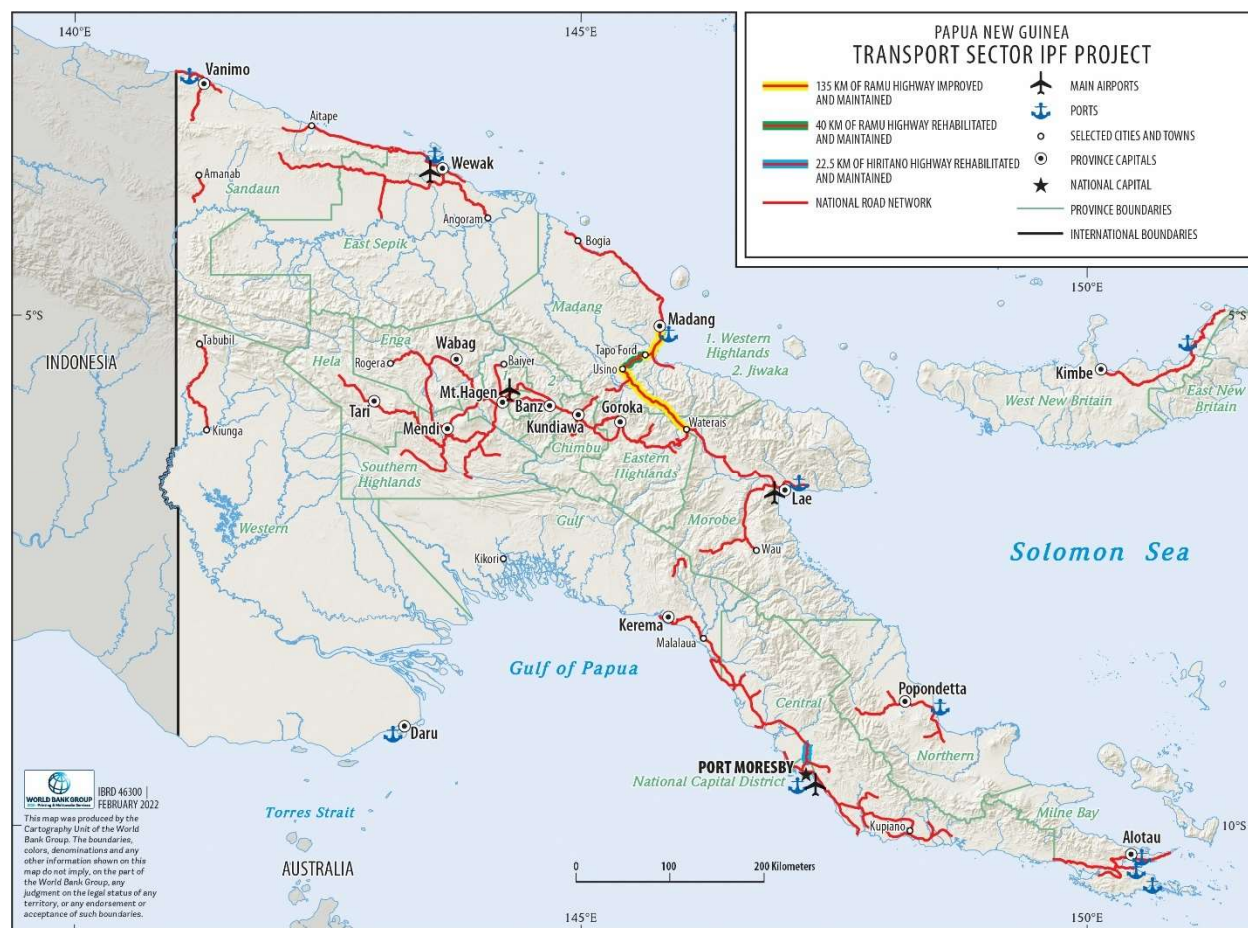 140°E
145°E
PAPUA NEW GUINEA
TRANSPORT SECTOR IPF PROJECT
135 KM OF RAMU HIGHWAY IMPROVED
AND MAINTAINED
40 KM OF RAMU HIGHWAY REHABILITATED
AND MAINTAINED
22.5 KM OF HIRITANO HIGHWAY REHABILITATED
AND MAINTAINED
NATIONAL ROAD NETWORK
MAIN AIRPORTS
PORTS
SELECTED CITIES AND TOWNS
PROVINCE CAPITALS
NATIONAL CAPITAL
PROVINCE BOUNDARIES
INTERNATIONAL BOUNDARIES
Vanimo
Aitape
Wewak
Amanab
Sandaun
Angoram
East Sepik
Bogia
150°E
Madang
5°S
5°S
Madang
1. Western
Highlands
2. Jiwaka
Tabubil
INDONESIA
Enga
Wabag
Tapo Ford
Hela
Rogera
Baiyer
Usino
2
Kimbe
West New Britain
East New
Britain
Mt.Hagen
Banz
Goroka
Tari
Kundiawa
Waterais
Mendi
Kiunga
Chimbu
Eastern
Highlands
Southern
Highlands
Lae
Western
Gulf
Morobe
Wau
Kikori
Solomon Sea
Kerema
Malalaua
Gulf of Papua
Popondetta
Central
Daru
Northern
PORT MORESBY
National Capital District
WORLD BANK GROUP
IBRD 46300 |
FEBRUARY 2022
This map was produced by the
Cartography Unit of the World
Bank Group. The boundaries,
colors, denominations and any
other information shown on this
map do not imply, on the part of
the World Bank Group, any
judgment on the legal status of any
territory, or any endorsement or
acceptance of such boundaries.
Torres Strait
Kupiano
Milne Bay
10°S
Alotau
AUSTRALIA
0
100
200 Kilometers
145°E
150°E